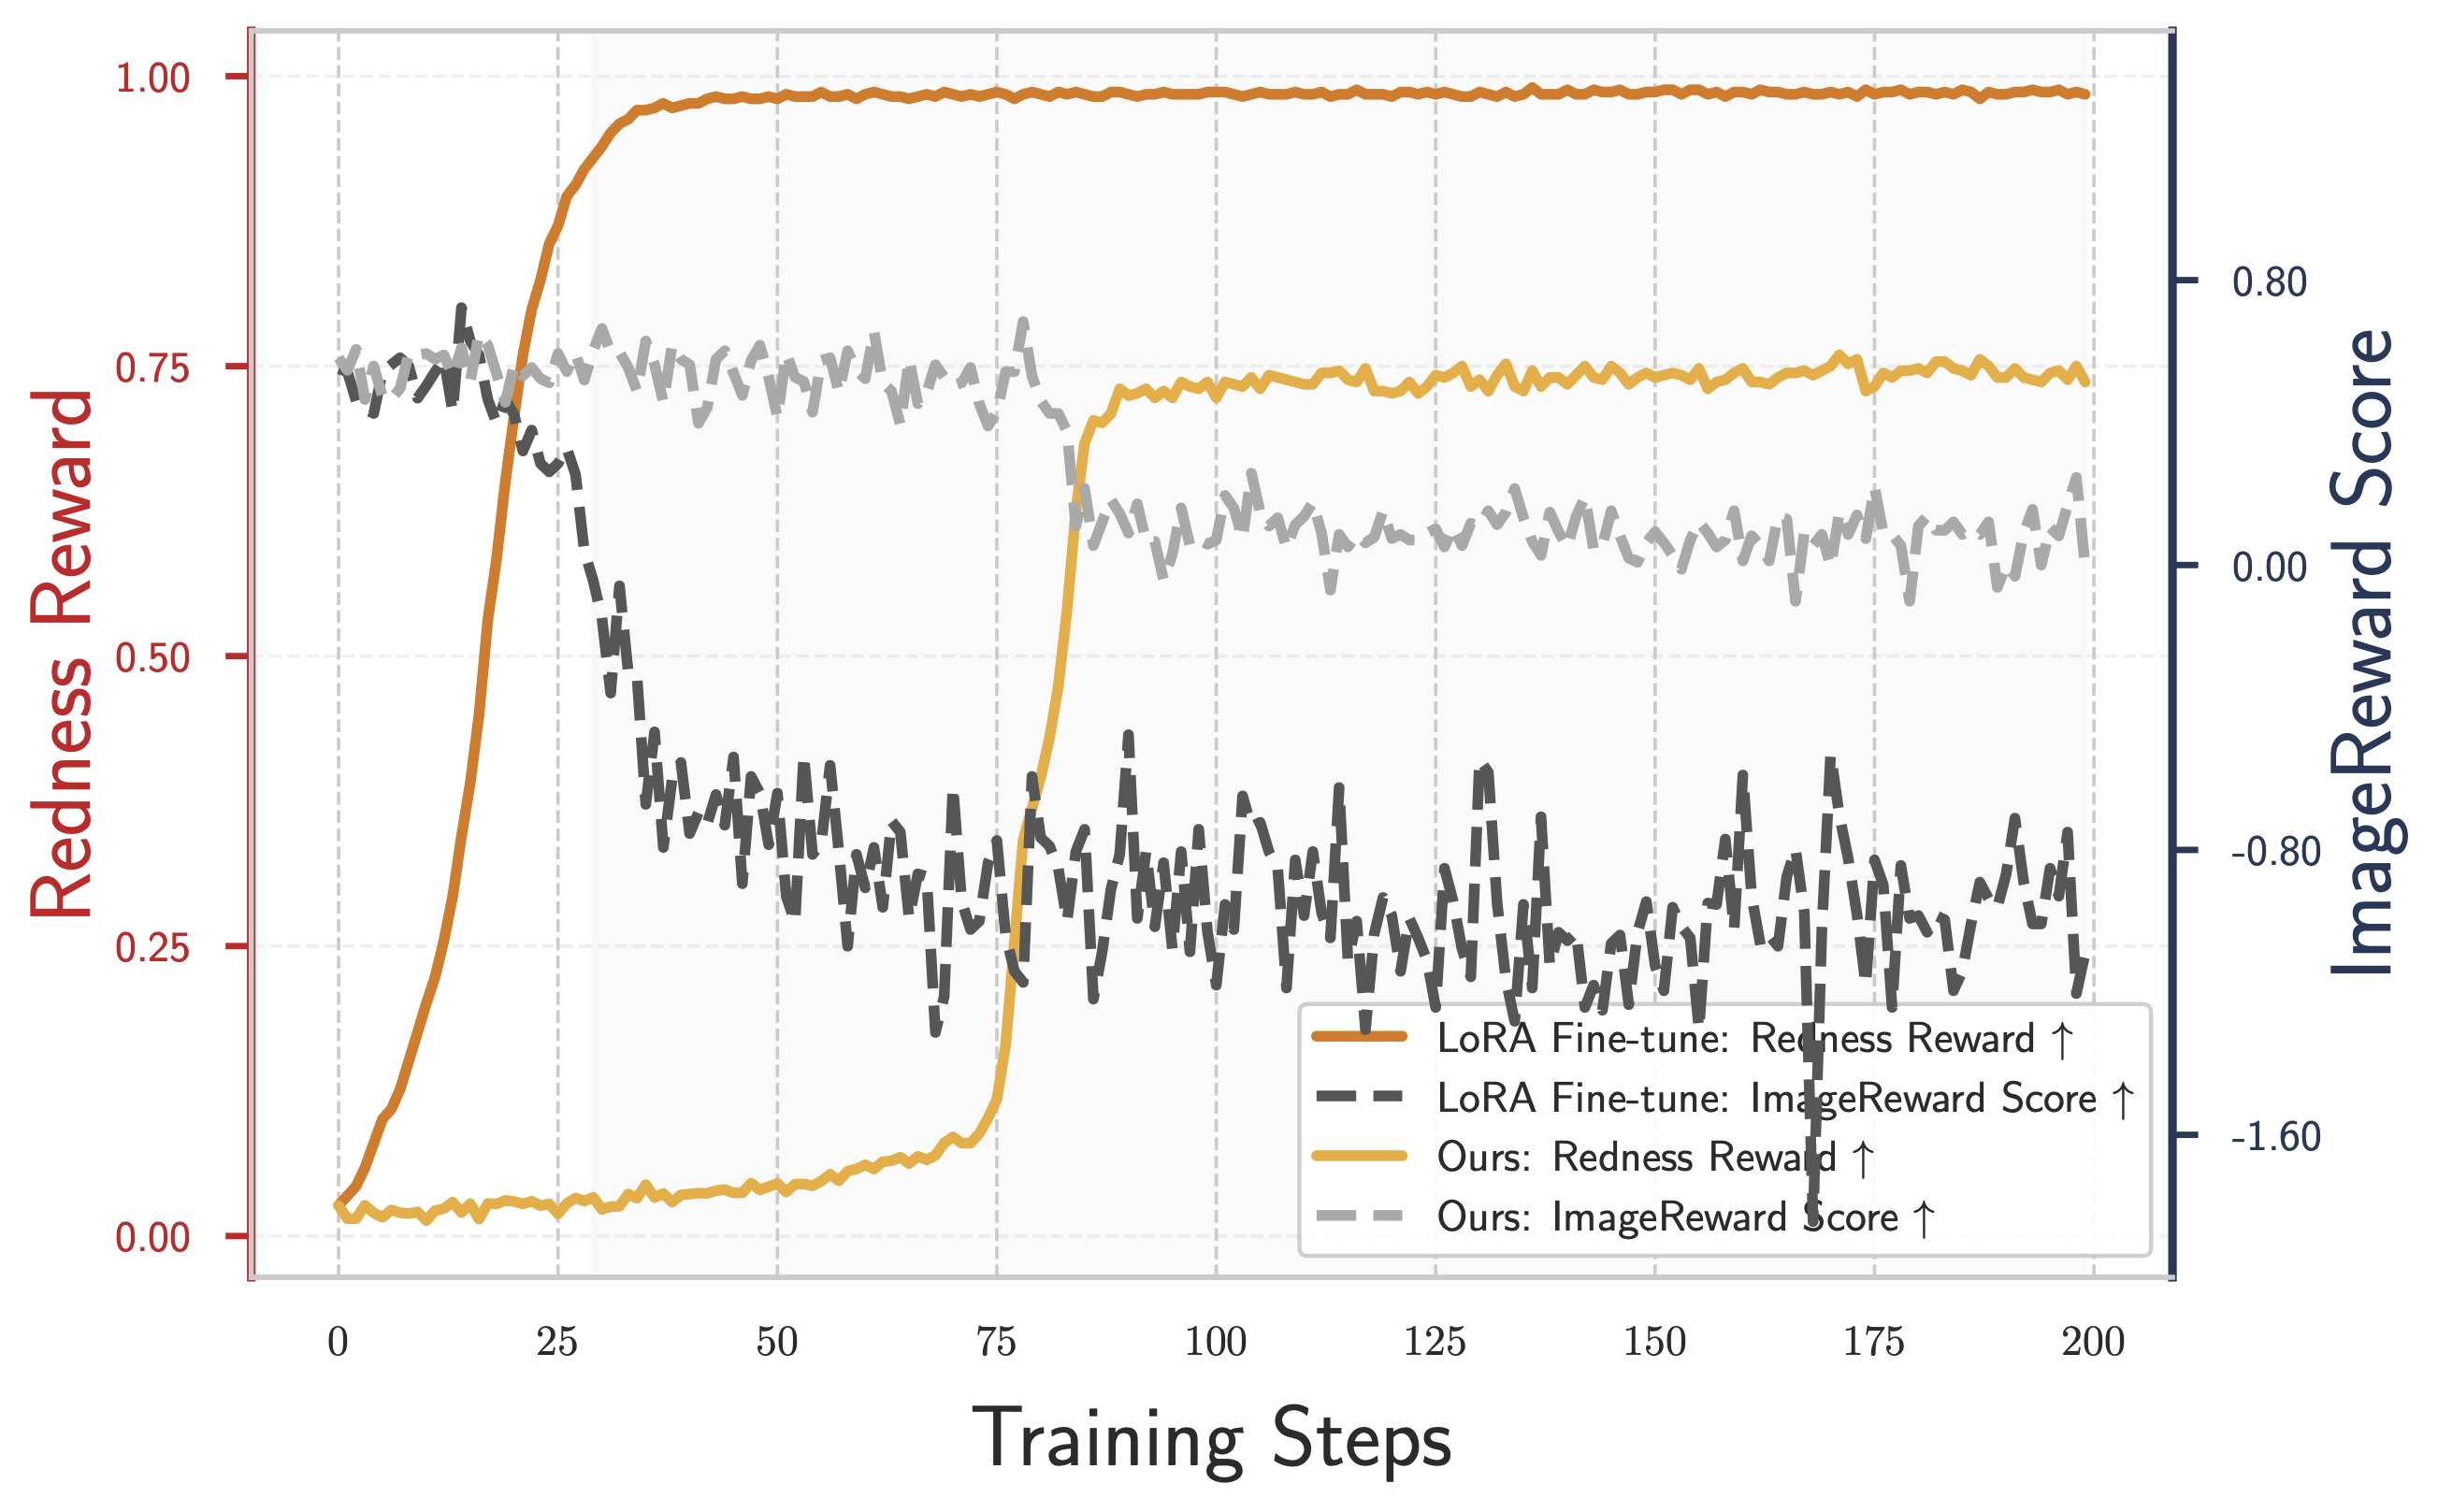 Redness Reward
1.00
0.75
0.50
0.25
0.00
ImageReward Score
0.80
0.00
-0.80
-1.60
LoRA Fine-tune: Redness Reward ↑
LoRA Fine-tune: ImageReward Score ↑
Ours: Redness Reward ↑
Ours: ImageReward Score ↑
0 25 50 75 100 125 150 175 200
Training Steps